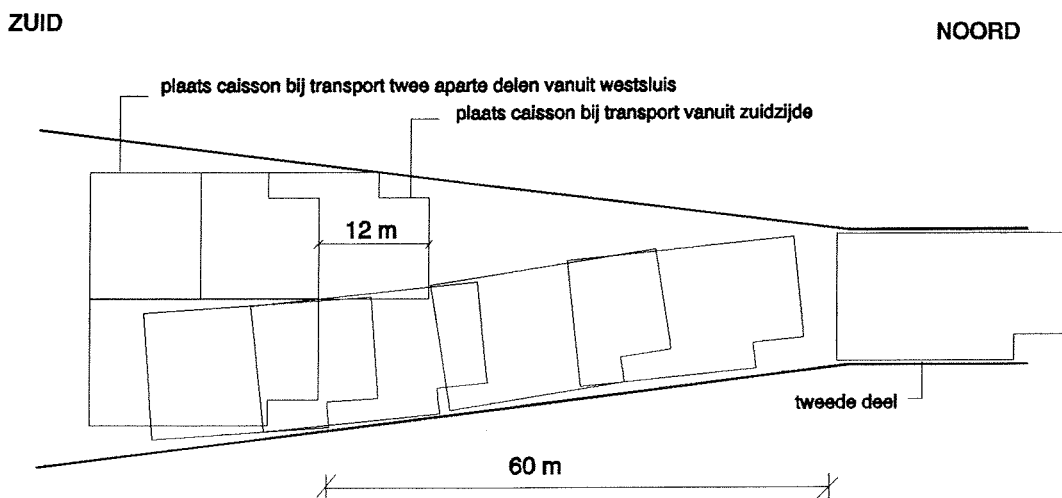 ZUID
NOORD
plaats caisson bij transport twee aparte delen vanuit westsluis
plaats caisson bij transport vanuit zuidzijde
12 m
tweede deel
60 m